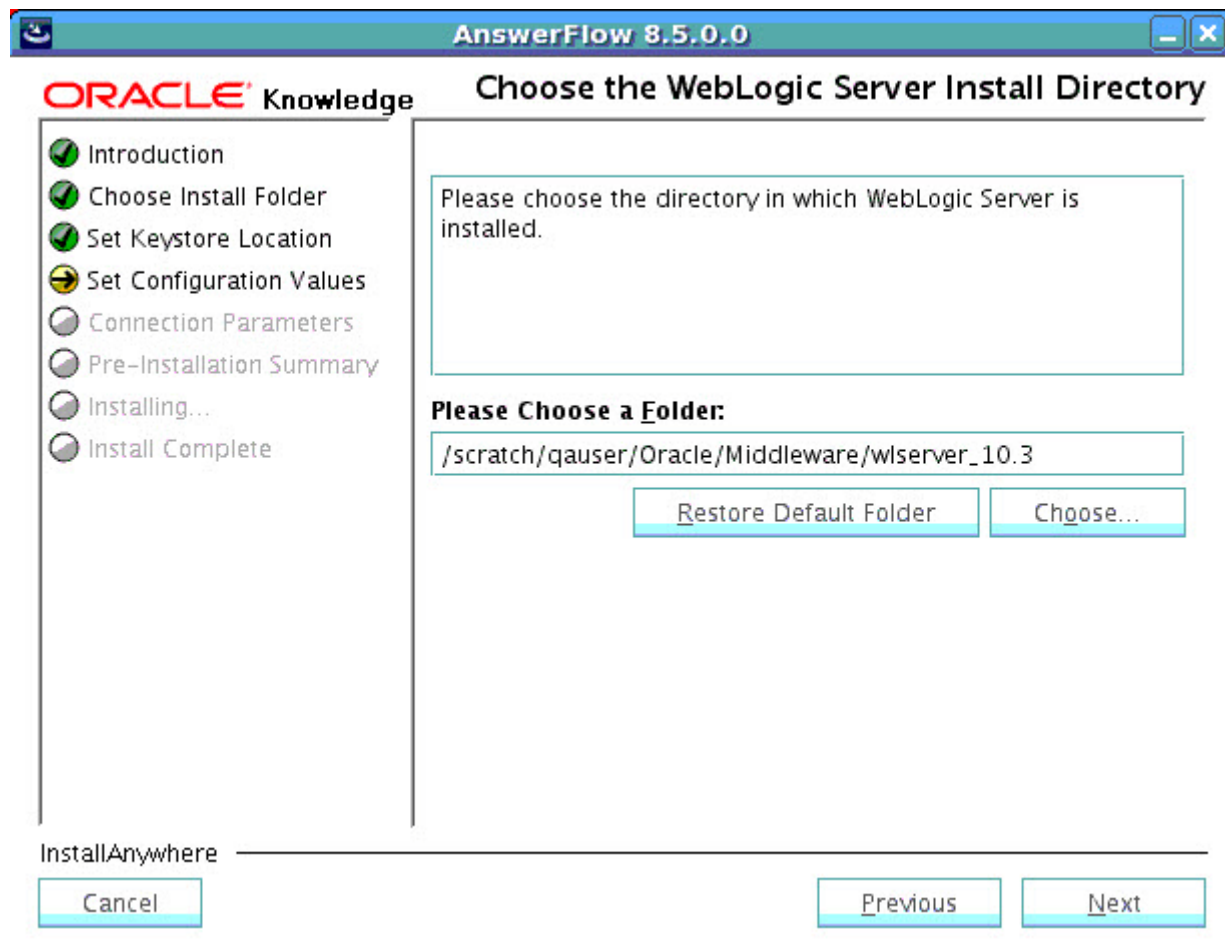 AnswerFlow 8.5.0.0
ORACLE Knowledge
Choose the WebLogic Server Install Directory
Introduction
Choose Install Folder
Set Keystore Location
Set Configuration Values
Connection Parameters
Pre-Installation Summary
Installing...
Install Complete
Please choose the directory in which WebLogic Server is
installed.
Please Choose a Folder:
/scratch/qauser/Oracle/Middleware/wlserver_10.3
Restore Default Folder
Choose...
InstallAnywhere
Cancel
Previous
Next